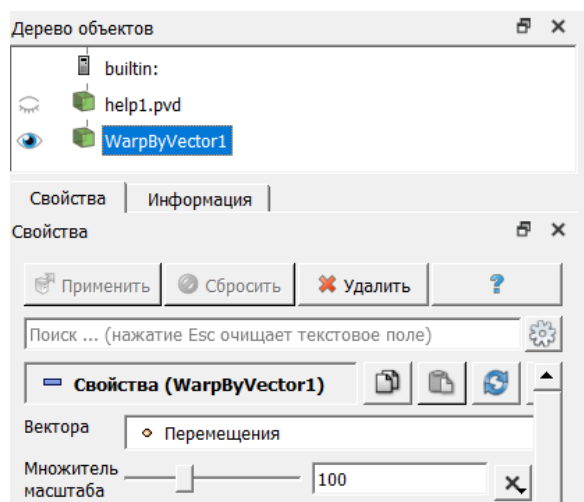 Дерево объектов
builtin:
help1.pvd
WarpByVector1
Свойства Информация
Свойства
Применить Сбросить Удалить ?
Поиск ... (нажатие Esc очищает текстовое поле)
Свойства (WarpByVector1)
Вектора Перемещения
Множитель масштаба 100